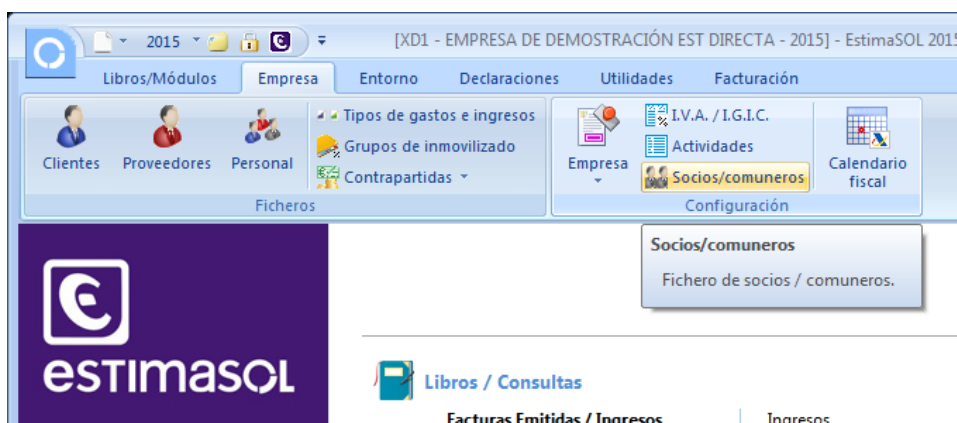 2015 [XD1 - EMPRESA DE DEMOSTRACIÓN EST DIRECTA - 2015] - EstimaSOL 2015
Libros/Módulos Empresa Entorno Declaraciones Utilidades Facturación
Clientes Proveedores Personal
Tipos de gastos e ingresos
Grupos de inmovilizado
Contrapartidas
Ficheros
Empresa
I.V.A. / I.G.I.C.
Actividades
Socios/comuneros
Calendario
fiscal
Configuración
Socios/comuneros
Fichero de socios / comuneros.
estimasol
Libros / Consultas
Facturas Emitidas / Ingresos Ingresos